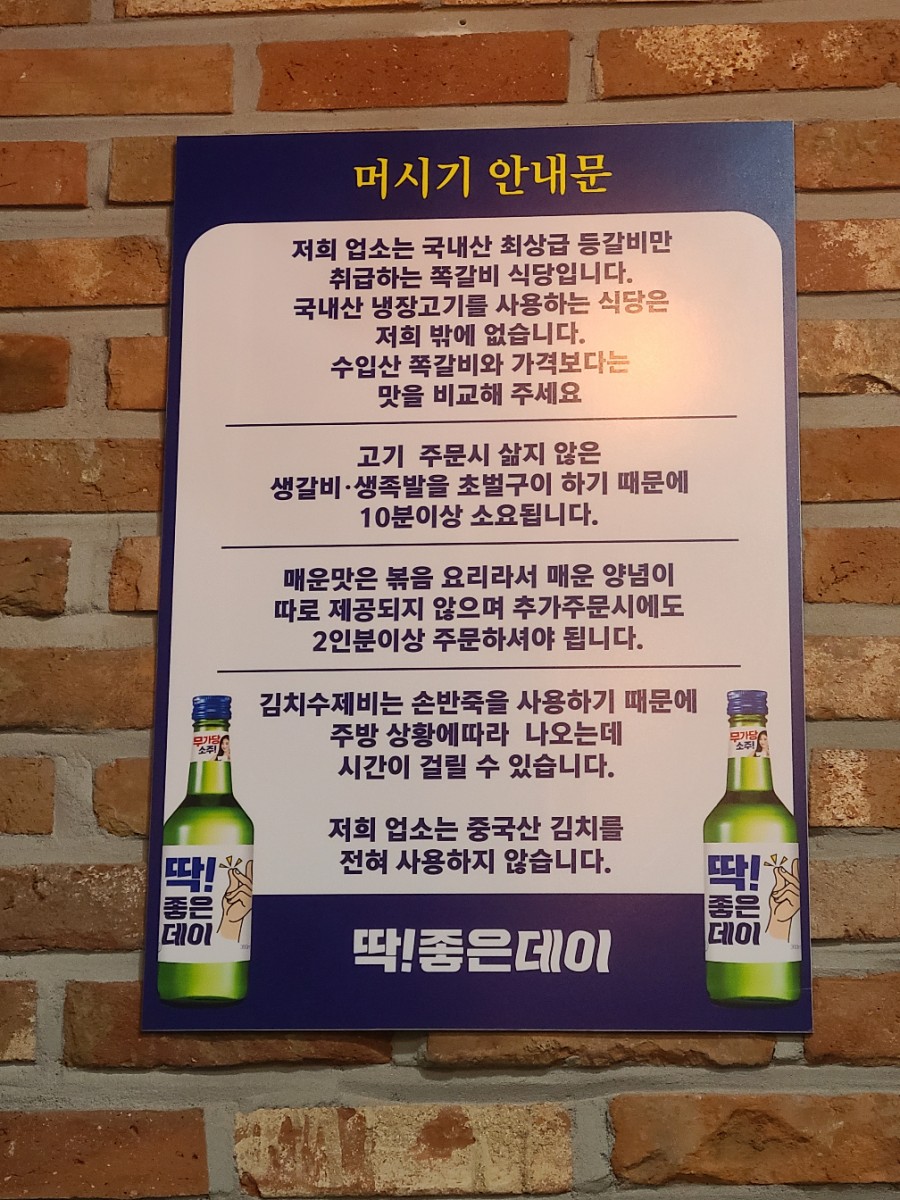 머시기 안내문
저희 업소는 국내산 최상급 등갈비만
취급하는 쪽갈비 식당입니다.
국내산 냉장고기를 사용하는 식당은
저희 밖에 없습니다.
수입산 쪽갈비와 가격보다는
맛을 비교해 주세요
고기 주문시 삶지 않은
생갈비·생족발을 초벌구이 하기 때문에
10분이상 소요됩니다.
매운맛은 볶음 요리라서 매운 양념이
따로 제공되지 않으며 추가주문시에도
2인분이상 주문하셔야 됩니다.
김치수제비는 손반죽을 사용하기 때문에
주방 상황에따라 나오는데
시간이 걸릴 수 있습니다.
저희 업소는 중국산 김치를
전혀 사용하지 않습니다.
무가당
소주!
딱!
좋은
데이
무가당
소주!
딱!
좋은
데이
딱!좋은데이